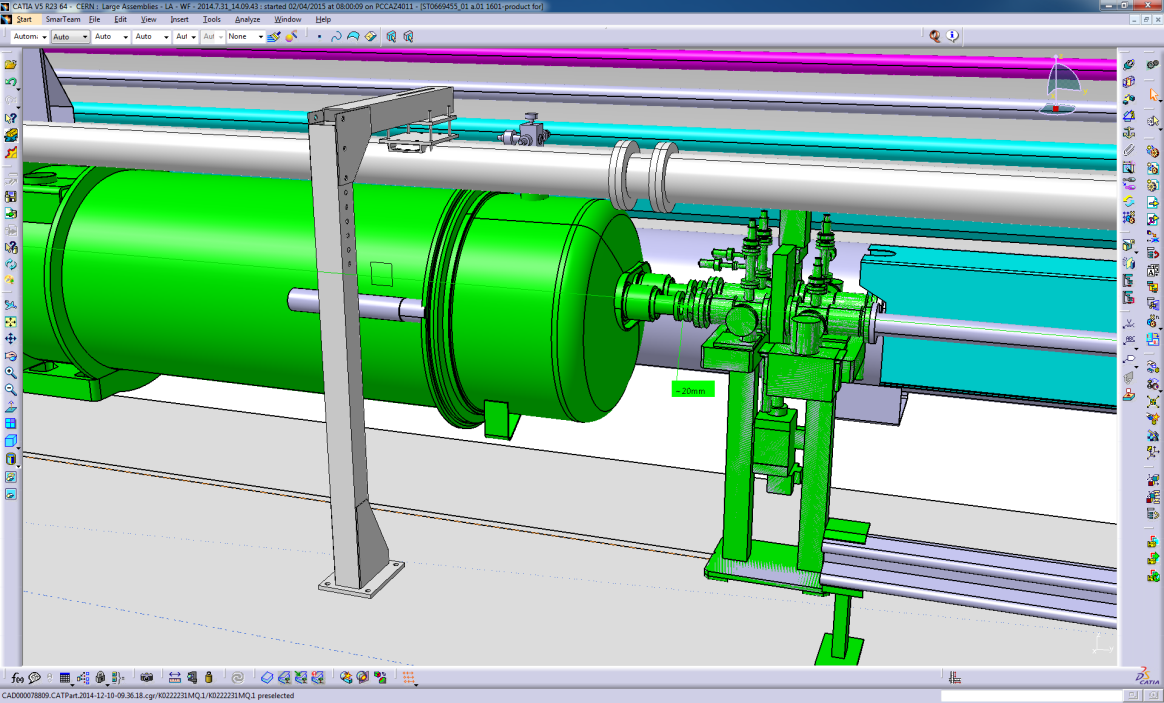 CATIA V5 R23 64 - CERN : Large Assemblies - LA - WF - 2014.7.31_14.09.43 : started 02/04/2015 at 08:00:09 on PCCAZ4011 - [ST0669455_01 a.01 1601-product for]
Start SmarTeam File Edit View Insert Tools Analyze Window Help
Auto Auto Auto Aut Aut None
~20mm
f(x)
CATIA
CAD000078809.CATPart.2014-12-10-09.36.18.cgr/K0222231MQ.1/K0222231MQ.1 preselected